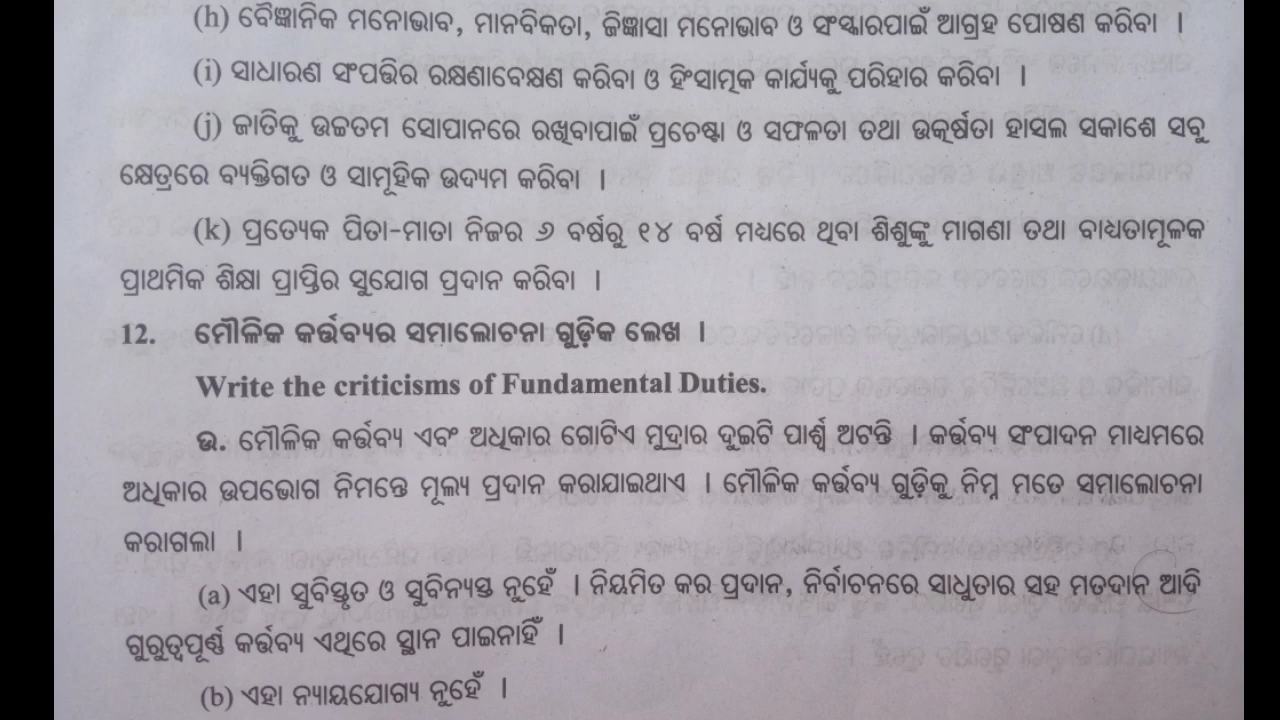 (h) ବୈଜ୍ଞାନିକ ମନୋଭାବ, ମାନବିକତା, ଜିଜ୍ଞାସା ମନୋଭାବ ଓ ସଂସ୍କାରପାଇଁ ଆଗ୍ରହ ପୋଷଣ କରିବା ।
(i) ସାଧାରଣ ସଂପତ୍ତିର ରକ୍ଷଣାବେକ୍ଷଣ କରିବା ଓ ହିଂସାତ୍ମକ କାର୍ଯ୍ୟକୁ ପରିହାର କରିବା ।
(j) ଜାତିକୁ ଉଚ୍ଚତମ ସୋପାନରେ ରଖିବାପାଇଁ ପ୍ରଚେଷ୍ଟା ଓ ସଫଳତା ତଥା ଉତ୍କର୍ଷତା ହାସଲ ସକାଶେ ସବୁ
କ୍ଷେତ୍ରରେ ବ୍ୟକ୍ତିଗତ ଓ ସାମୂହିକ ଉଦ୍ୟମ କରିବା ।
(k) ପ୍ରତ୍ୟେକ ପିତା-ମାତା ନିଜର ୬ ବର୍ଷରୁ ୧୪ ବର୍ଷ ମଧ୍ୟରେ ଥିବା ଶିଶୁଙ୍କୁ ମାଗଣା ତଥା ବାଧ୍ୟତାମୂଳକ
ପ୍ରାଥମିକ ଶିକ୍ଷା ପ୍ରାପ୍ତିର ସୁଯୋଗ ପ୍ରଦାନ କରିବା ।
12. ମୌଳିକ କର୍ତ୍ତବ୍ୟର ସମାଲୋଚନା ଗୁଡ଼ିକ ଲେଖ ।
Write the criticisms of Fundamental Duties.
ଉ. ମୌଳିକ କର୍ତ୍ତବ୍ୟ ଏବଂ ଅଧିକାର ଗୋଟିଏ ମୁଦ୍ରାର ଦୁଇଟି ପାର୍ଶ୍ଵ ଅଟନ୍ତି । କର୍ତ୍ତବ୍ୟ ସଂପାଦନ ମାଧ୍ୟମରେ
ଅଧିକାର ଉପଭୋଗ ନିମନ୍ତେ ମୂଲ୍ୟ ପ୍ରଦାନ କରାଯାଇଥାଏ । ମୌଳିକ କର୍ତ୍ତବ୍ୟ ଗୁଡ଼ିକୁ ନିମ୍ନ ମତେ ସମାଲୋଚନା
କରାଗଲା ।
(a) ଏହା ସୁବିସ୍ତୃତ ଓ ସୁବିନ୍ୟସ୍ତ ନୁହେଁ । ନିୟମିତ କର ପ୍ରଦାନ, ନିର୍ବାଚନରେ ସାଧୁତାର ସହ ମତଦାନ ଆଦି
ଗୁରୁତ୍ୱପୂର୍ଣ୍ଣ କର୍ତ୍ତବ୍ୟ ଏଥିରେ ସ୍ଥାନ ପାଇନାହିଁ ।
(b) ଏହା ନ୍ୟାୟଯୋଗ୍ୟ ନୁହେଁ ।